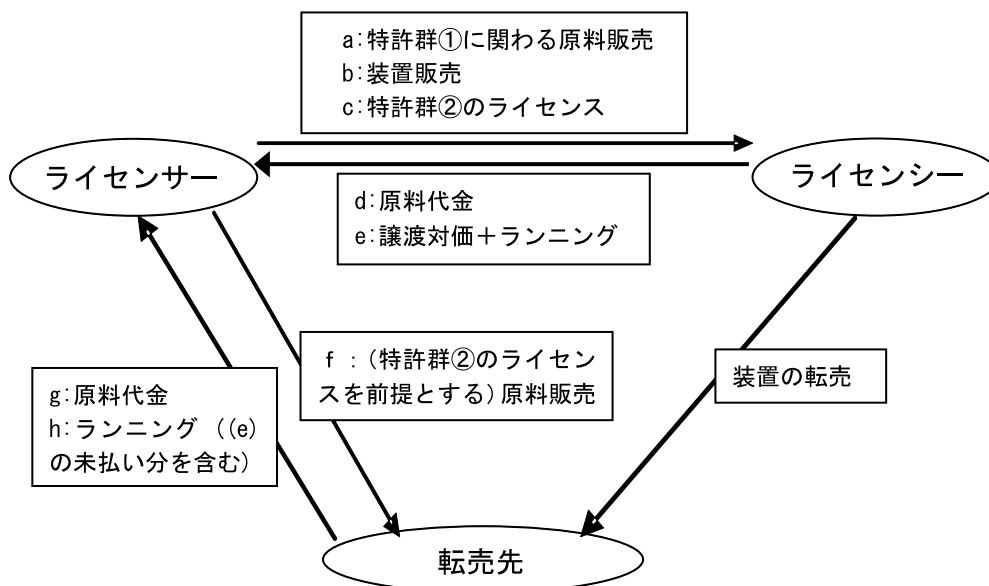 a:特許群①に関わる原料販売
b:装置販売
c:特許群②のライセンス
ライセンサー
ライセンシー
d:原料代金
e:譲渡対価＋ランニング
f :(特許群②のライセン
スを前提とする)原料販売
装置の転売
g:原料代金
h:ランニング ((e)
の未払い分を含む)
転売先